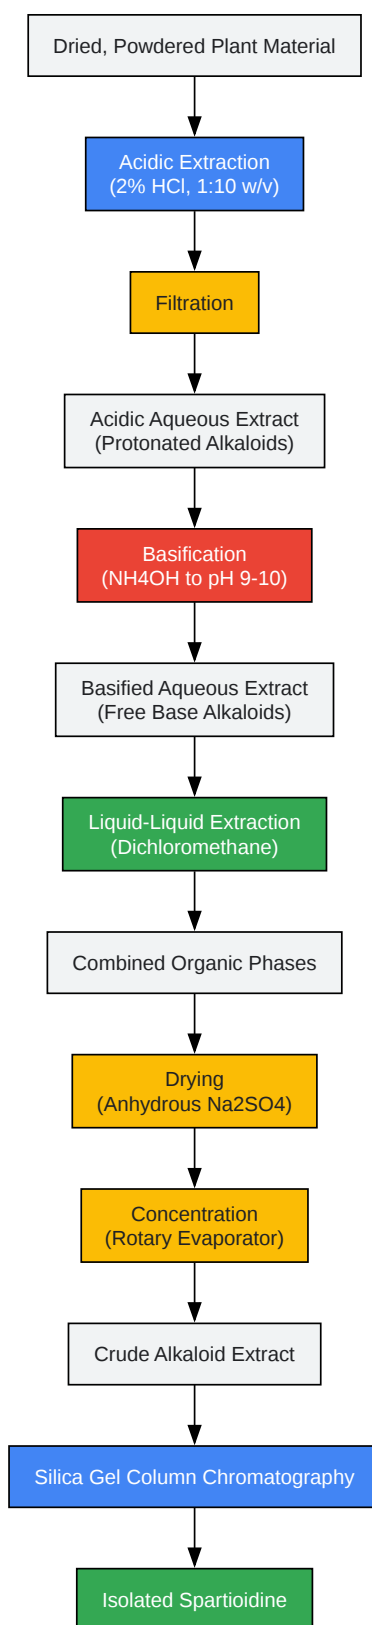 Dried, Powdered Plant Material
Acidic Extraction
(2% HCl, 1:10 w/v)
Filtration
Acidic Aqueous Extract
(Protonated Alkaloids)
Basification
(NH4OH to pH 9-10)
Basified Aqueous Extract
(Free Base Alkaloids)
Liquid-Liquid Extraction
(Dichloromethane)
Combined Organic Phases
Drying
(Anhydrous Na2SO4)
Concentration
(Rotary Evaporator)
Crude Alkaloid Extract
Silica Gel Column Chromatography
Isolated Spartioidine